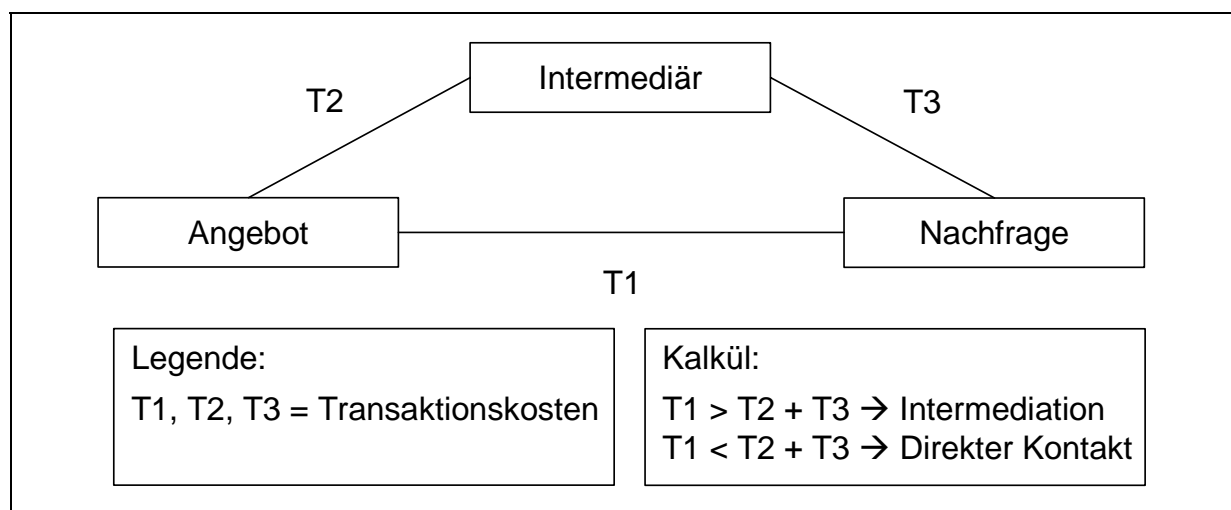 Intermediär
T2
T3
Angebot
Nachfrage
T1
Legende:
T1, T2, T3 = Transaktionskosten
Kalkül:
T1 > T2 + T3 → Intermediation
T1 < T2 + T3 → Direkter Kontakt